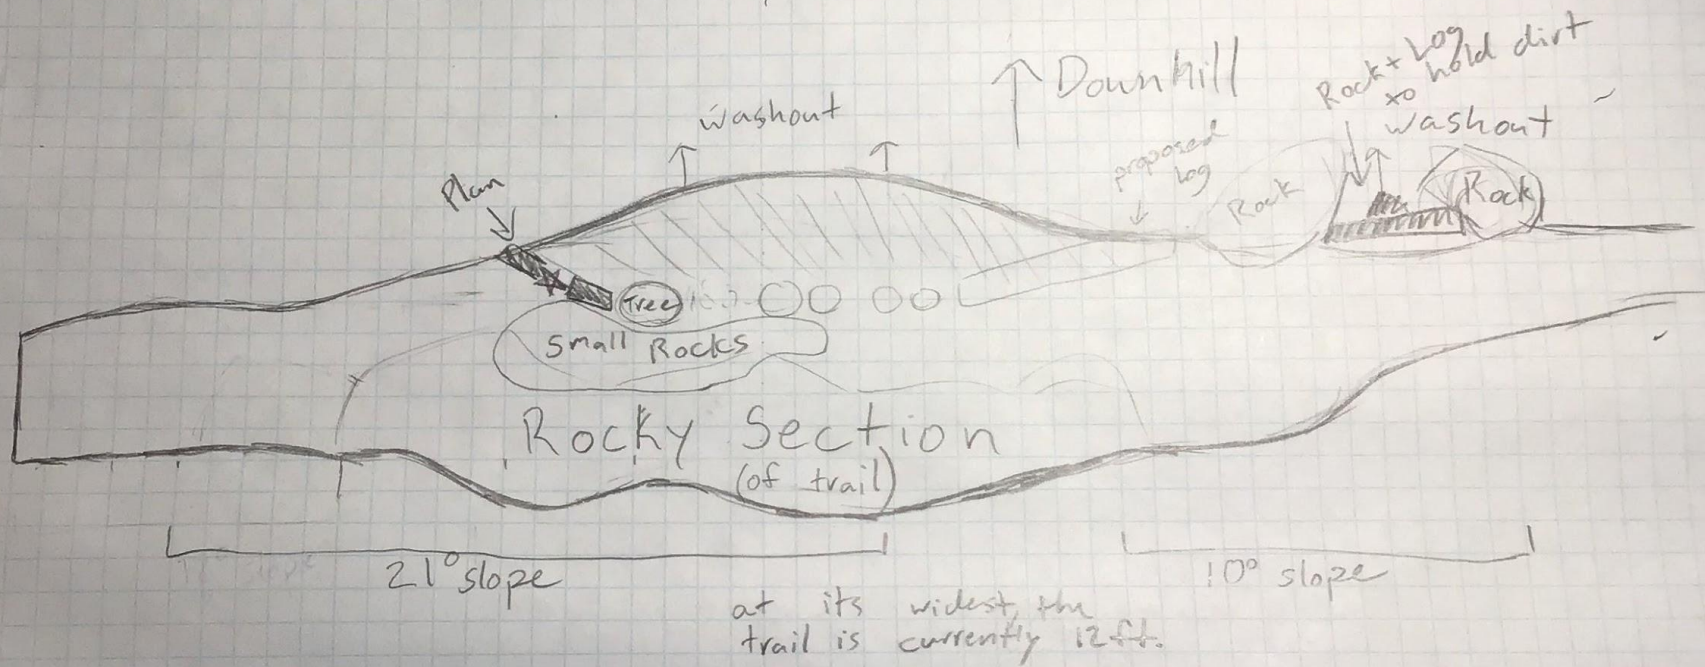 Downhill
Rock + Log
to hold dirt
washout
washout
proposed
log
Plan
Rock
Rock
Tree
Small Rocks
Rocky Section
(of trail)
21° slope
10° slope
at its widest, the
trail is currently 12ft.